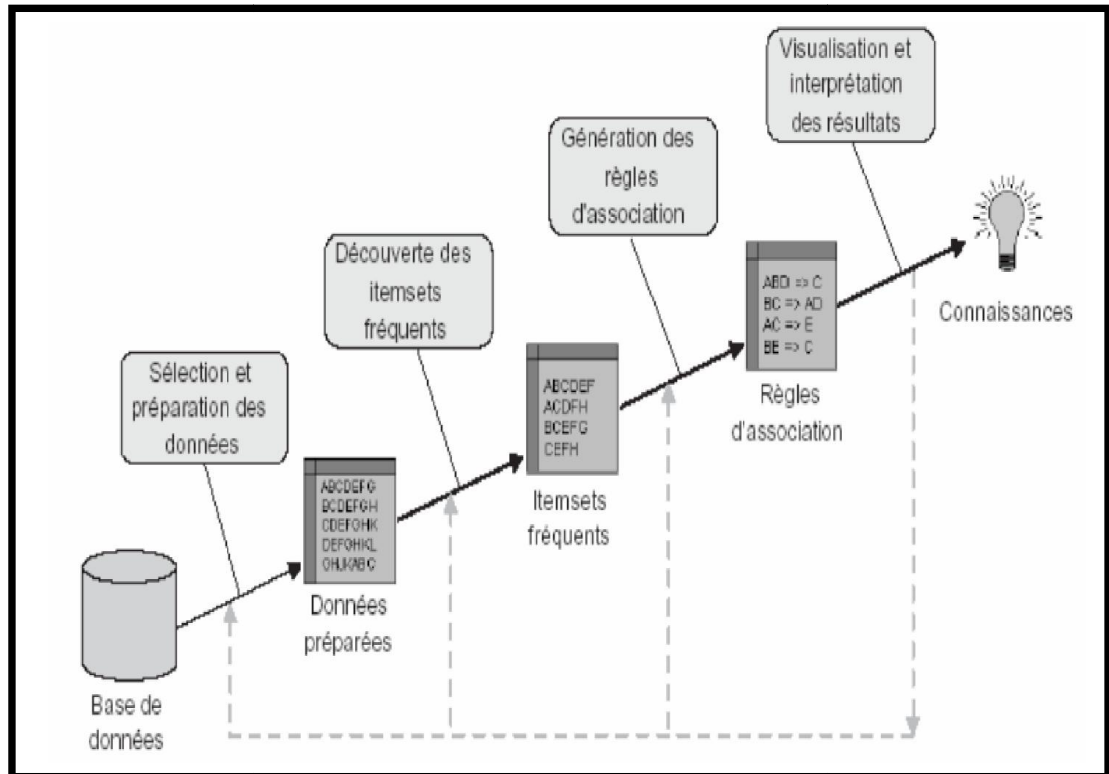 Visualisation et
interprétation
des résultats
Génération des
règles
d'association
Découverte des
itemsets
fréquents
Sélection et
préparation des
données
Connaissances
ABD => C
BC => AD
AC => E
BE => C
Règles
d'association
ABCDEF
ACDFH
BCEFG
CEFH
Itemsets
fréquents
ABCDEFG
BCDEFGH
CDEFGHK
DEFGHKL
Données
préparées
Base de
données